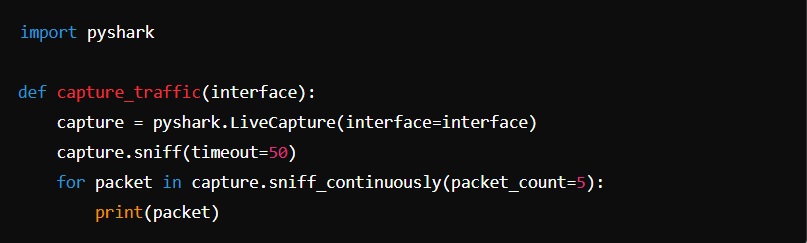 import pyshark
def capture_traffic(interface):
    capture = pyshark.LiveCapture(interface=interface)
    capture.sniff(timeout=50)
    for packet in capture.sniff_continuously(packet_count=5):
        print(packet)